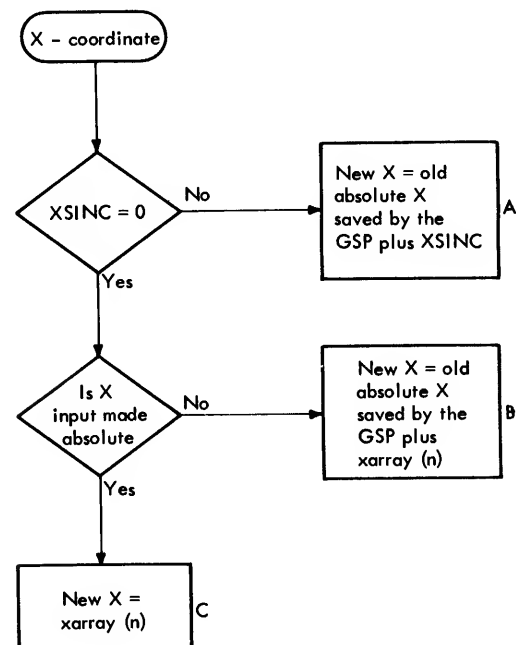 X - coordinate
XSINC = 0
No
New X = old
absolute X
saved by the
GSP plus XSINC
A
Yes
Is X
input made
absolute
No
New X = old
absolute X
saved by the
GSP plus
xarray (n)
B
Yes
New X =
xarray (n)
C